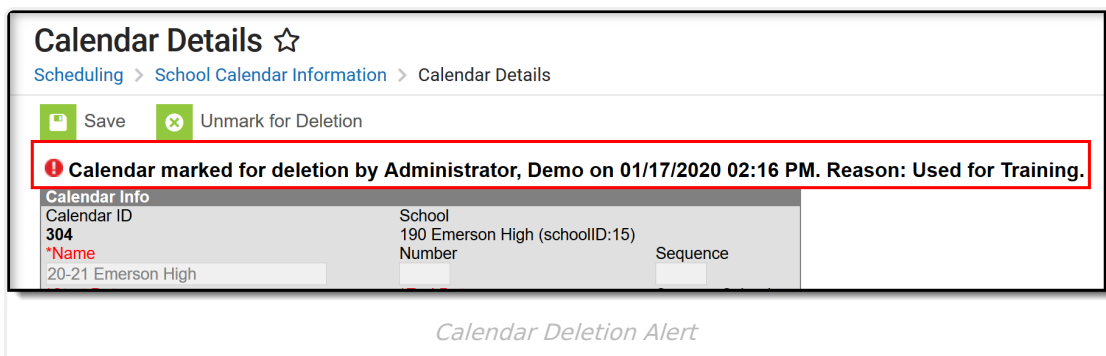 Calendar Details
Scheduling > School Calendar Information > Calendar Details
Save Unmark for Deletion
Calendar marked for deletion by Administrator, Demo on 01/17/2020 02:16 PM. Reason: Used for Training.
Calendar Info
Calendar ID School
304 190 Emerson High (schoolID:15)
*Name Number Sequence
20-21 Emerson High
Calendar Deletion Alert